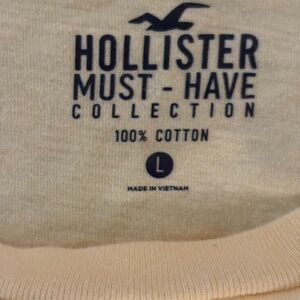 HOLLISTER
MUST - HAVE
COLLECTION
100% COTTON
L
MADE IN VIETNAM